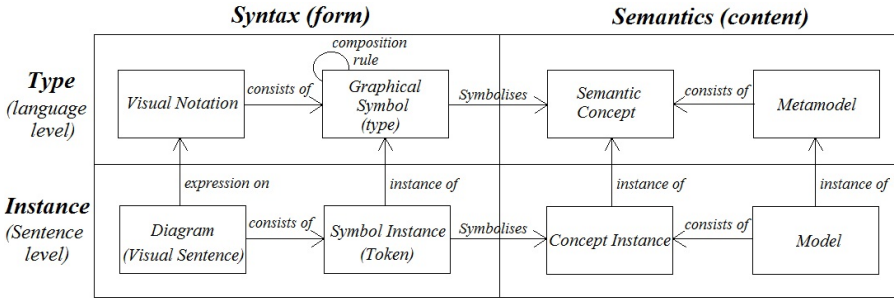 Syntax (form)
Semantics (content)
Type
(language
level)
composition
rule
Visual Notation
consists of
Graphical
Symbol
(type)
Symbolises
Semantic
Concept
consists of
Metamodel
expression on
instance of
instance of
instance of
Instance
(Sentence
level)
Diagram
(Visual Sentence)
consists of
Symbol Instance
(Token)
Symbolises
Concept Instance
consists of
Model